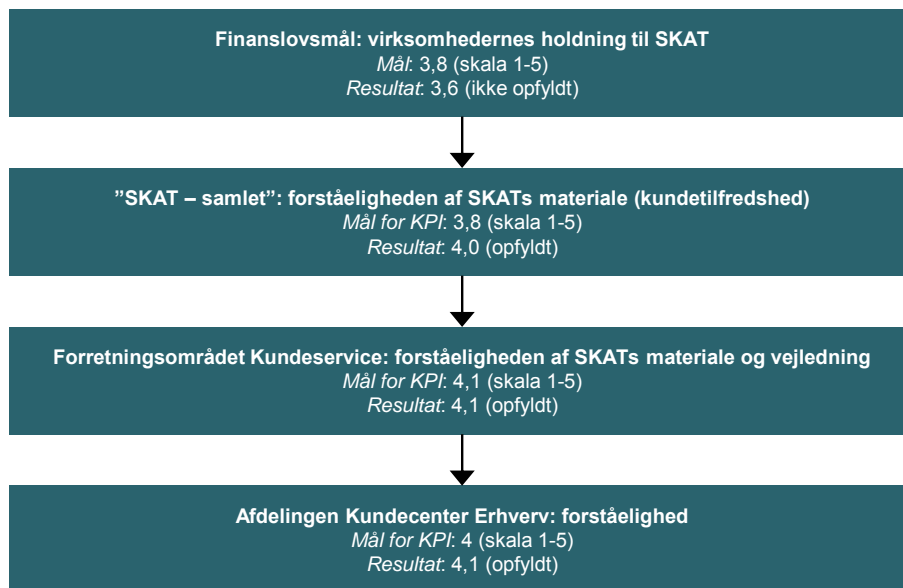 Finanslovsmål: virksomhedernes holdning til SKAT
Mål: 3,8 (skala 1-5)
Resultat: 3,6 (ikke opfyldt)
”SKAT – samlet”: forståeligheden af SKATs materiale (kundetilfredshed)
Mål for KPI: 3,8 (skala 1-5)
Resultat: 4,0 (opfyldt)
Forretningsområdet Kundeservice: forståeligheden af SKATs materiale og vejledning
Mål for KPI: 4,1 (skala 1-5)
Resultat: 4,1 (opfyldt)
Afdelingen Kundecenter Erhverv: forståelighed
Mål for KPI: 4 (skala 1-5)
Resultat: 4,1 (opfyldt)